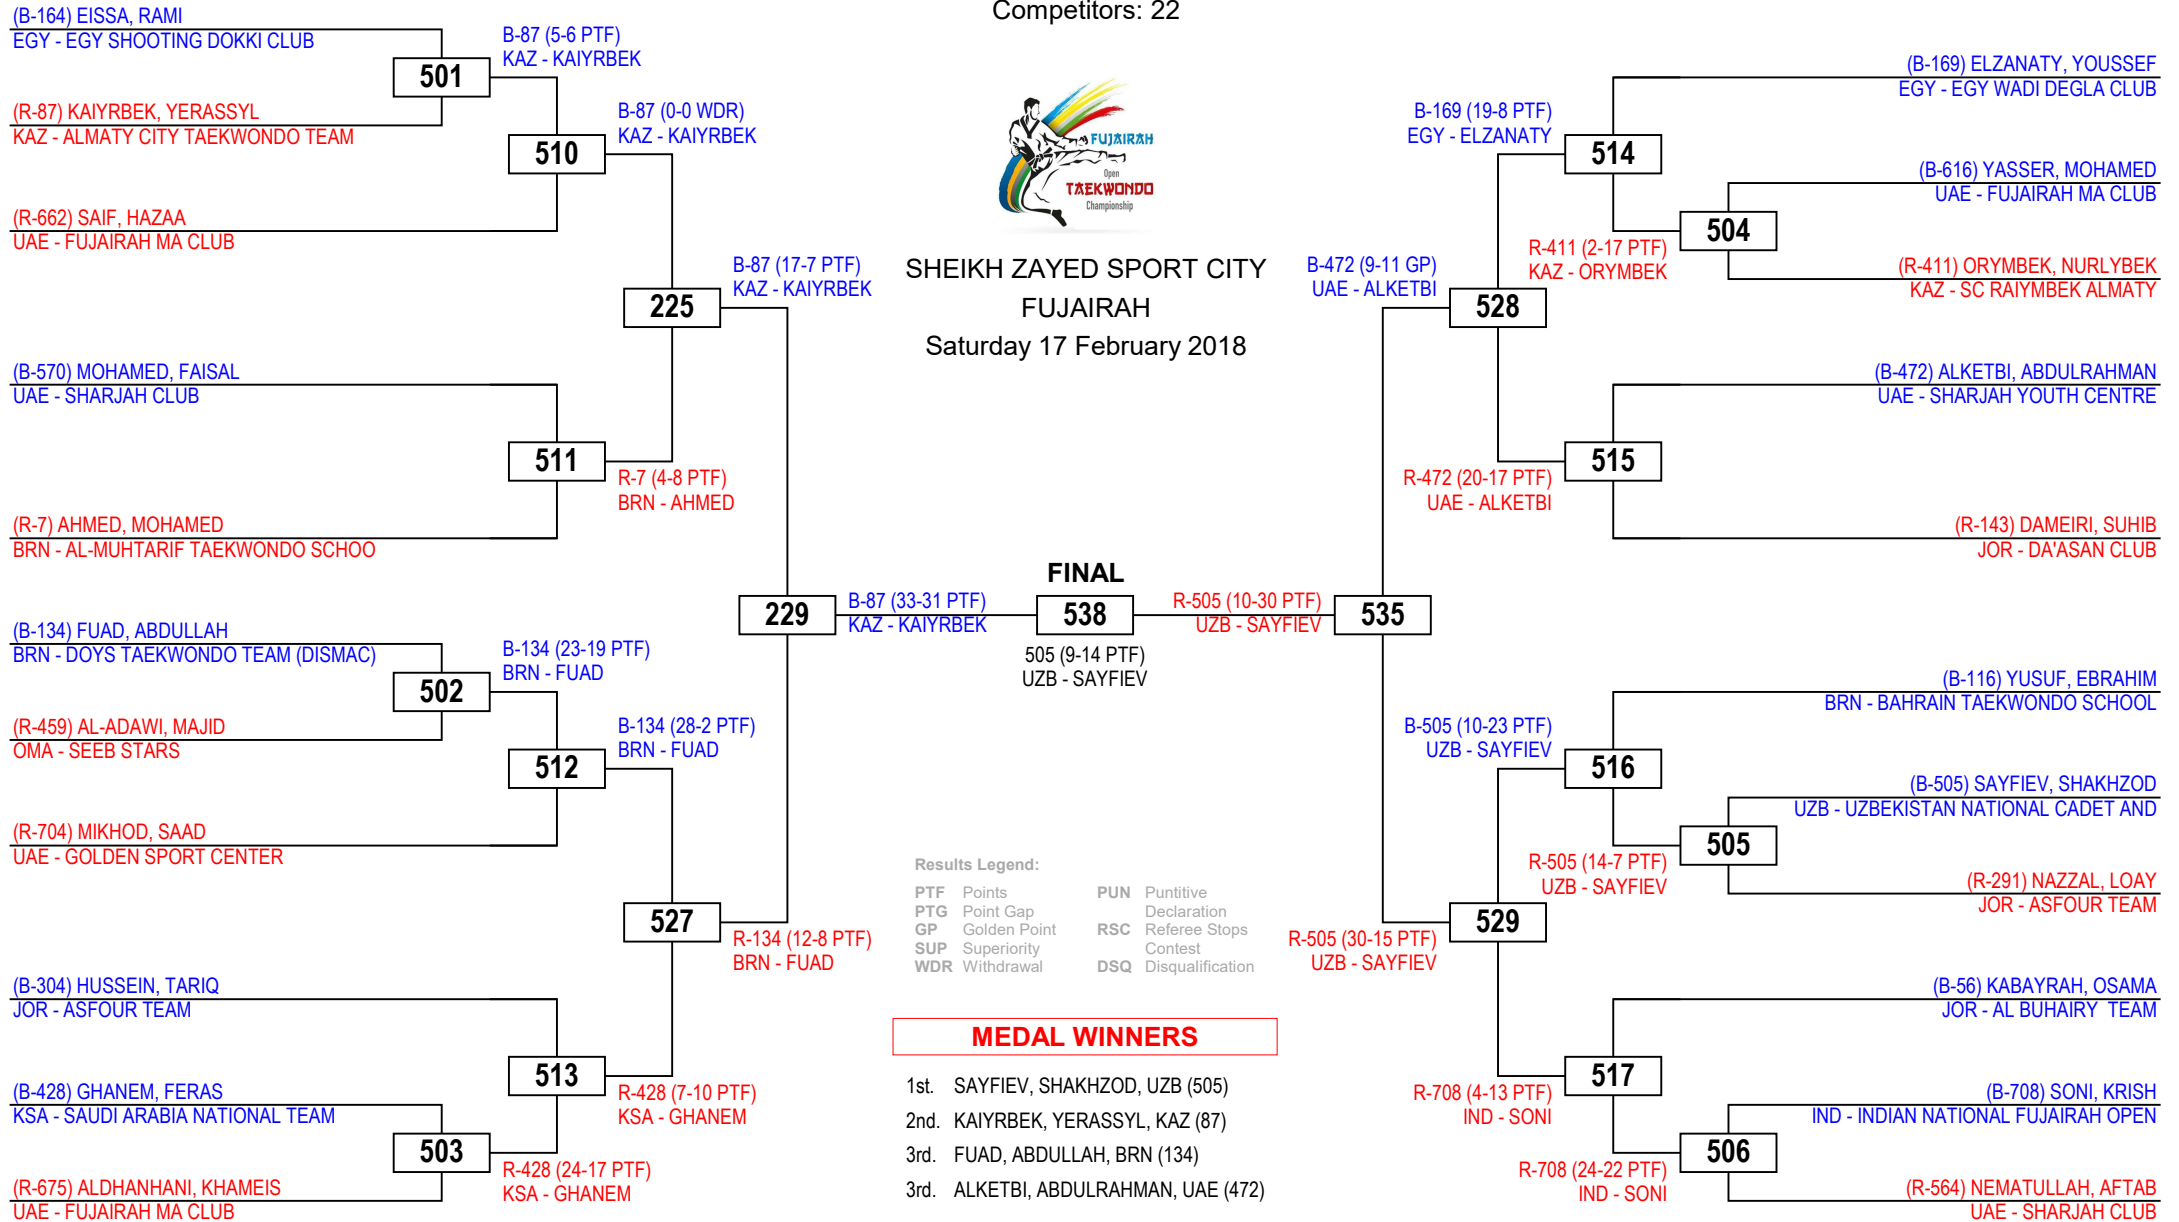 Competitors: 22
(B-164) EISSA, RAMI
EGY - EGY SHOOTING DOKKI CLUB
501
(R-87) KAIYRBEK, YERASSYL
KAZ - ALMATY CITY TAEKWONDO TEAM
B-87 (5-6 PTF)
KAZ - KAIYRBEK
510
(R-662) SAIF, HAZAA
UAE - FUJAIRAH MA CLUB
B-87 (0-0 WDR)
KAZ - KAIYRBEK
225
B-87 (17-7 PTF)
KAZ - KAIYRBEK
(B-570) MOHAMED, FAISAL
UAE - SHARJAH CLUB
511
(R-7) AHMED, MOHAMED
BRN - AL-MUHTARIF TAEKWONDO SCHOO
R-7 (4-8 PTF)
BRN - AHMED
229
B-87 (33-31 PTF)
KAZ - KAIYRBEK
(B-134) FUAD, ABDULLAH
BRN - DOYS TAEKWONDO TEAM (DISMAC)
502
(R-459) AL-ADAWI, MAJID
OMA - SEEB STARS
B-134 (23-19 PTF)
BRN - FUAD
512
(R-704) MIKHOD, SAAD
UAE - GOLDEN SPORT CENTER
B-134 (28-2 PTF)
BRN - FUAD
527
R-134 (12-8 PTF)
BRN - FUAD
(B-304) HUSSEIN, TARIQ
JOR - ASFOUR TEAM
513
R-428 (7-10 PTF)
KSA - GHANEM
(B-428) GHANEM, FERAS
KSA - SAUDI ARABIA NATIONAL TEAM
503
R-428 (24-17 PTF)
KSA - GHANEM
(R-675) ALDHANHANI, KHAMEIS
UAE - FUJAIRAH MA CLUB
FUJAIRAH
Open
TAEKWONDO
Championship
SHEIKH ZAYED SPORT CITY
FUJAIRAH
Saturday 17 February 2018
FINAL
538
505 (9-14 PTF)
UZB - SAYFIEV
Results Legend:
PTF Points
PTG Point Gap
GP Golden Point
SUP Superiority
WDR Withdrawal
PUN Puntitive
Declaration
RSC Referee Stops
Contest
DSQ Disqualification
MEDAL WINNERS
1st. SAYFIEV, SHAKHZOD, UZB (505)
2nd. KAIYRBEK, YERASSYL, KAZ (87)
3rd. FUAD, ABDULLAH, BRN (134)
3rd. ALKETBI, ABDULRAHMAN, UAE (472)
(B-169) ELZANATY, YOUSSEF
EGY - EGY WADI DEGLA CLUB
B-169 (19-8 PTF)
EGY - ELZANATY
514
(B-616) YASSER, MOHAMED
UAE - FUJAIRAH MA CLUB
504
R-411 (2-17 PTF)
KAZ - ORYMBEK
(R-411) ORYMBEK, NURLYBEK
KAZ - SC RAIYMBEK ALMATY
B-472 (9-11 GP)
UAE - ALKETBI
528
(B-472) ALKETBI, ABDULRAHMAN
UAE - SHARJAH YOUTH CENTRE
515
R-472 (20-17 PTF)
UAE - ALKETBI
(R-143) DAMEIRI, SUHIB
JOR - DA'ASAN CLUB
R-505 (10-30 PTF)
UZB - SAYFIEV
535
(B-116) YUSUF, EBRAHIM
BRN - BAHRAIN TAEKWONDO SCHOOL
B-505 (10-23 PTF)
UZB - SAYFIEV
516
(B-505) SAYFIEV, SHAKHZOD
UZB - UZBEKISTAN NATIONAL CADET AND
505
R-505 (14-7 PTF)
UZB - SAYFIEV
(R-291) NAZZAL, LOAY
JOR - ASFOUR TEAM
529
R-505 (30-15 PTF)
UZB - SAYFIEV
(B-56) KABAYRAH, OSAMA
JOR - AL BUHAIRY TEAM
517
R-708 (4-13 PTF)
IND - SONI
(B-708) SONI, KRISH
IND - INDIAN NATIONAL FUJAIRAH OPEN
506
R-708 (24-22 PTF)
IND - SONI
(R-564) NEMATULLAH, AFTAB
UAE - SHARJAH CLUB